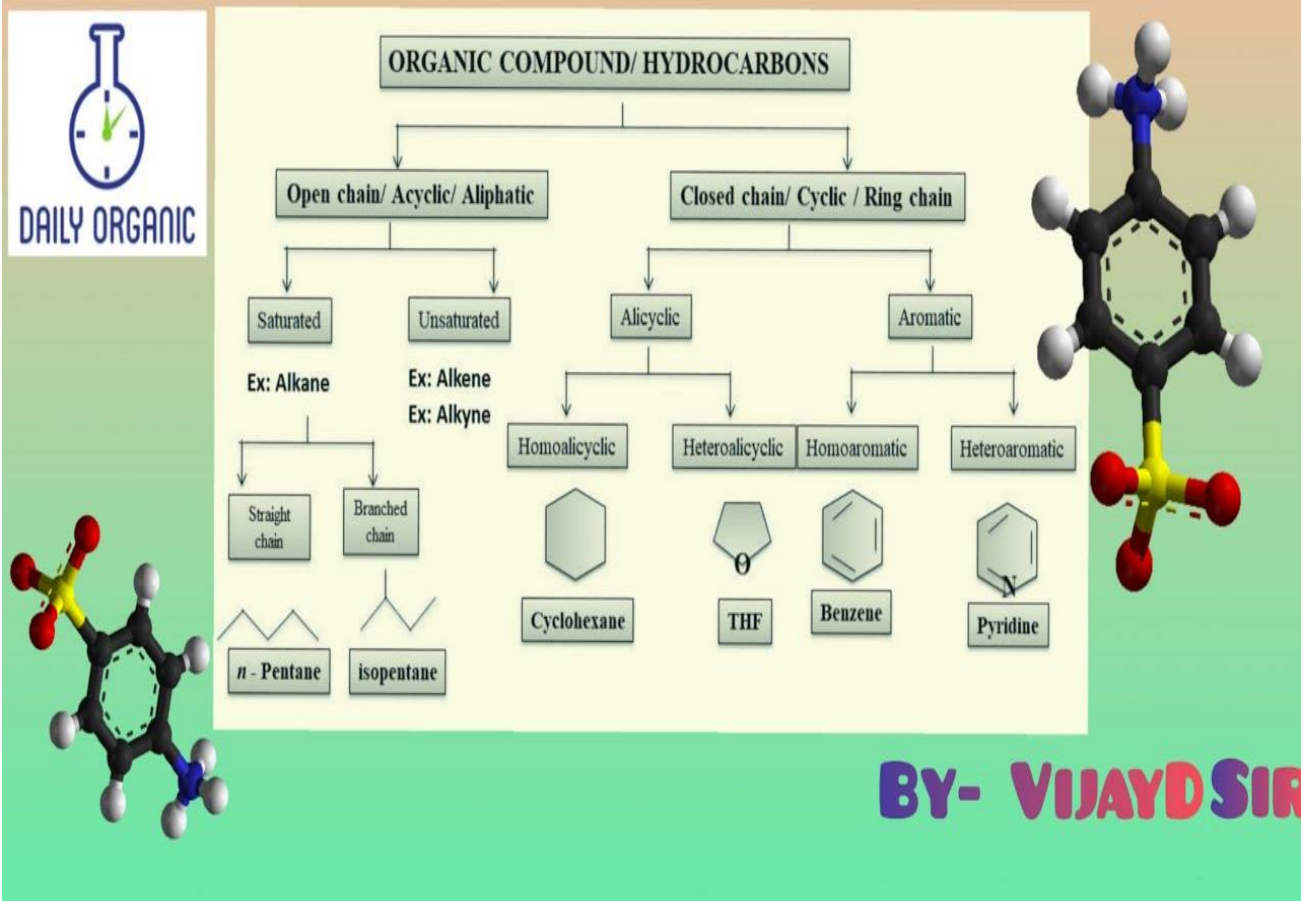 DAILY ORGANIC
ORGANIC COMPOUND/ HYDROCARBONS
Open chain/ Acyclic/ Aliphatic
Closed chain/ Cyclic / Ring chain
Saturated
Unsaturated
Alicyclic
Aromatic
Ex: Alkane
Ex: Alkene
Ex: Alkyne
Homoalicyclic
Heteroalicyclic
Homoaromatic
Heteroaromatic
Straight
chain
Branched
chain
O
N
Cyclohexane
THF
Benzene
Pyridine
n - Pentane
isopentane
BY- VIJAYD SIR